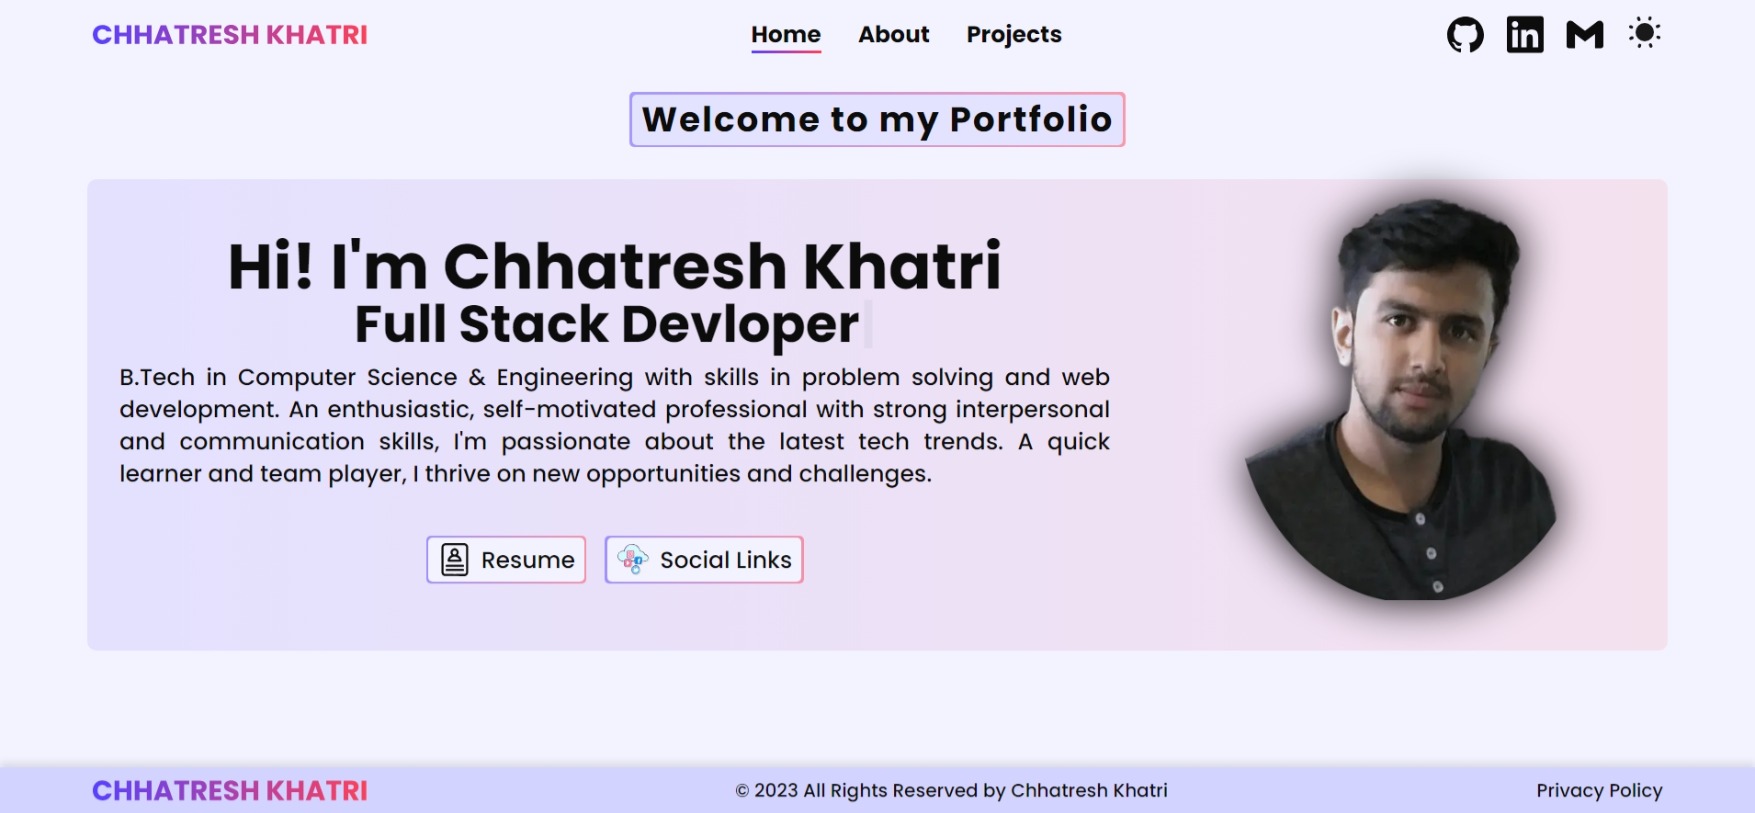 CHHATRESH KHATRI
Home About Projects
Welcome to my Portfolio
Hi! I'm Chhatresh Khatri
Full Stack Devloper
B.Tech in Computer Science & Engineering with skills in problem solving and web
development. An enthusiastic, self-motivated professional with strong interpersonal
and communication skills, I'm passionate about the latest tech trends. A quick
learner and team player, I thrive on new opportunities and challenges.
Resume Social Links
CHHATRESH KHATRI
© 2023 All Rights Reserved by Chhatresh Khatri
Privacy Policy